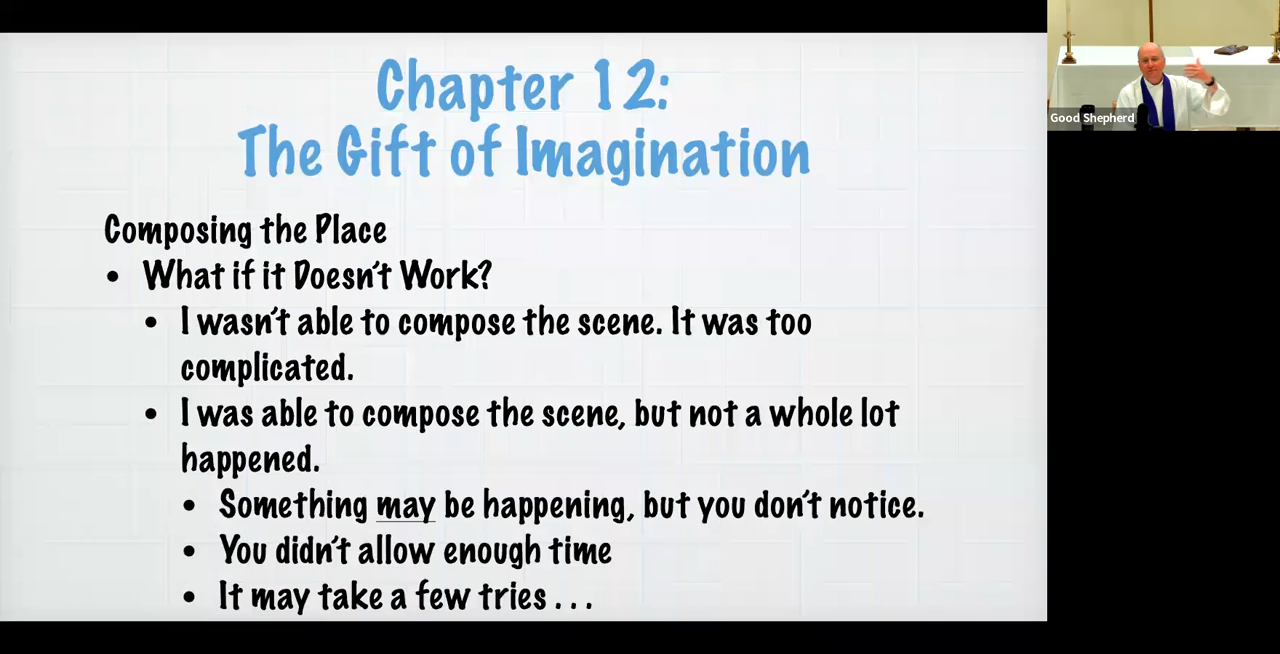 Chapter 12:
The Gift of Imagination
Composing the Place
• What if it Doesn't Work?
• I wasn't able to compose the scene. It was too
complicated.
• I was able to compose the scene, but not a whole lot
happened.
• Something may be happening, but you don't notice.
• You didn't allow enough time
• It may take a few tries . . .
Good Shepherd